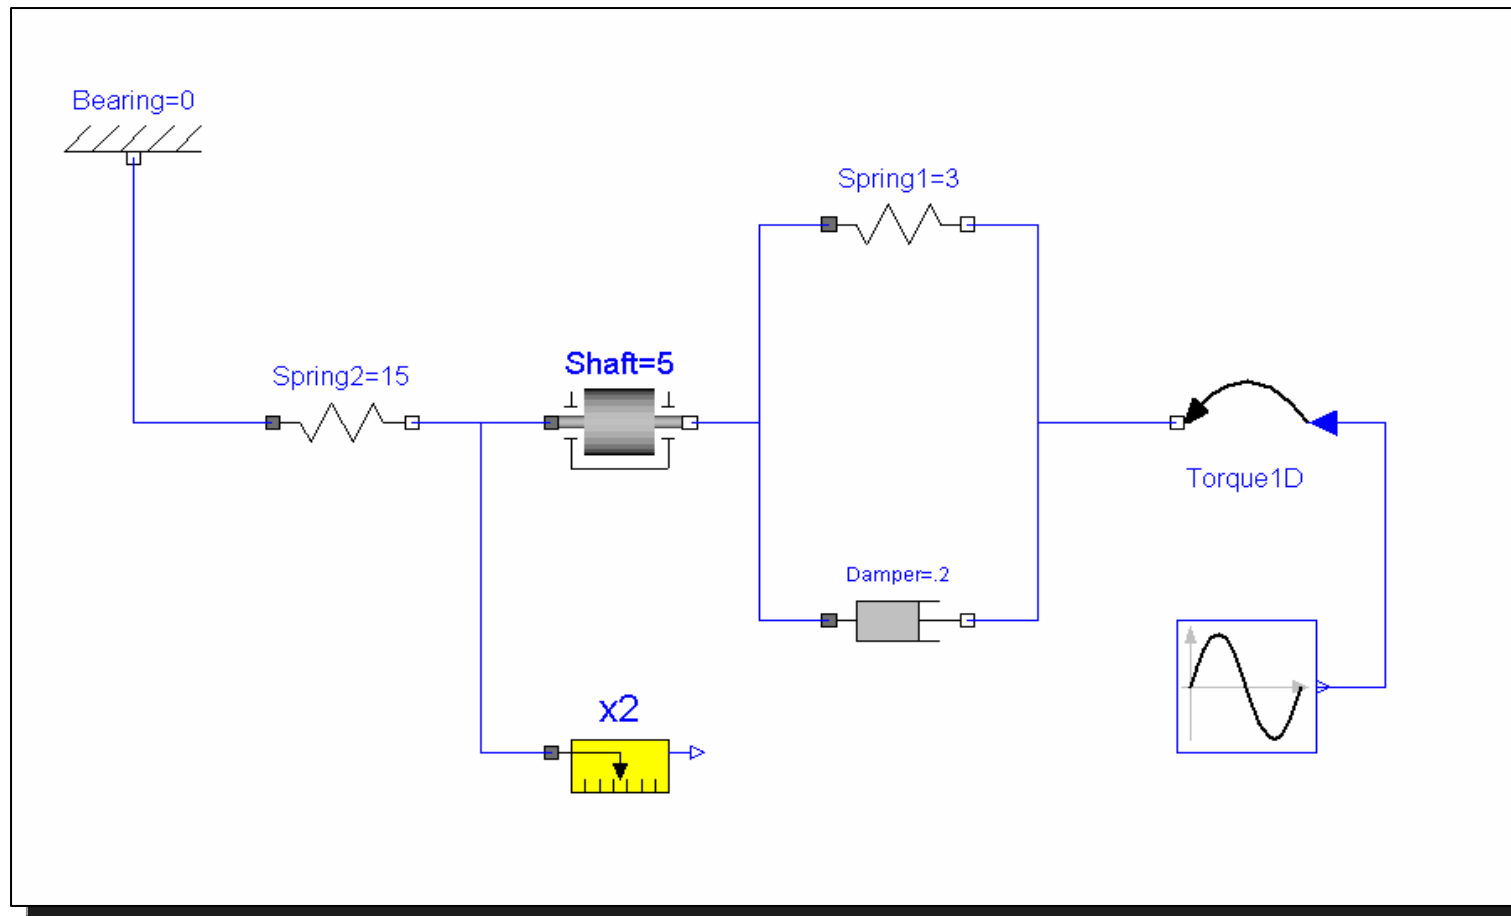 Bearing=0
Spring1=3
Spring2=15
Shaft=5
Torque1D
Damper=.2
x2